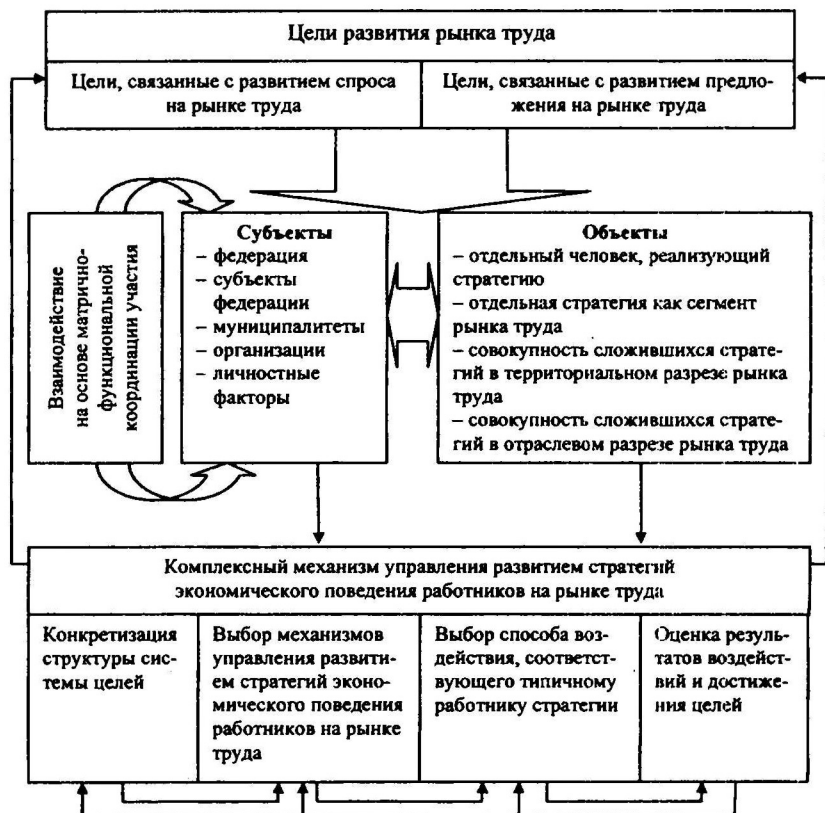 Цели развития рынка труда
Цели, связанные с развитием спроса
на рынке труда
Цели, связанные с развитием предло-
жения на рынке труда
Взаимодействие
на основе матрично-
функциональной
координации участия
Субъекты
– федерация
– субъекты
федерации
– муниципалитеты
– организации
– личностные
факторы
Объекты
– отдельный человек, реализующий
стратегию
– отдельная стратегия как сегмент
рынка труда
– совокупность сложившихся страте-
гий в территориальном разрезе рынка
труда
– совокупность сложившихся страте-
гий в отраслевом разрезе рынка труда
Комплексный механизм управления развитием стратегий
экономического поведения работников на рынке труда
Конкретизация
структуры сис-
темы целей
Выбор механизмов
управления развити-
ем стратегий эконо-
мического поведения
работников на рынке
труда
Выбор способа воз-
действия, соответст-
вующего типичному
работнику стратегии
Оценка резуль-
татов воздейст-
вий и достиже-
ния целей